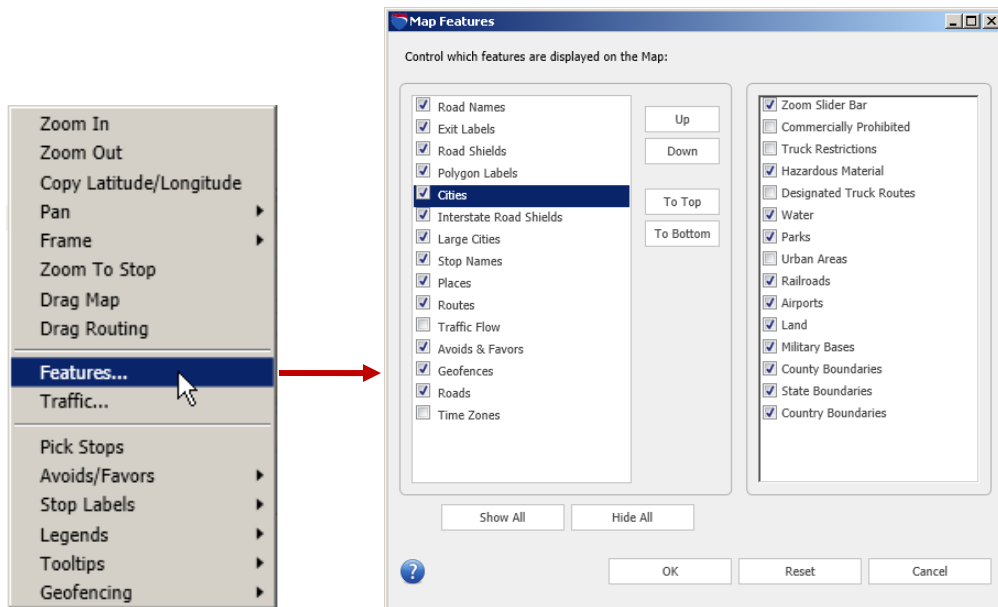 Zoom In
Zoom Out
Copy Latitude/Longitude
Pan
Frame
Zoom To Stop
Drag Map
Drag Routing
Features...
Traffic...
Pick Stops
Avoids/Favors
Stop Labels
Legends
Tooltips
Geofencing
Map Features
Control which features are displayed on the Map:
Road Names
Exit Labels
Road Shields
Polygon Labels
Cities
Interstate Road Shields
Large Cities
Stop Names
Places
Routes
Traffic Flow
Avoids & Favors
Geofences
Roads
Time Zones
Up
Down
To Top
To Bottom
Zoom Slider Bar
Commercially Prohibited
Truck Restrictions
Hazardous Material
Designated Truck Routes
Water
Parks
Urban Areas
Railroads
Airports
Land
Military Bases
County Boundaries
State Boundaries
Country Boundaries
Show All
Hide All
?
OK
Reset
Cancel